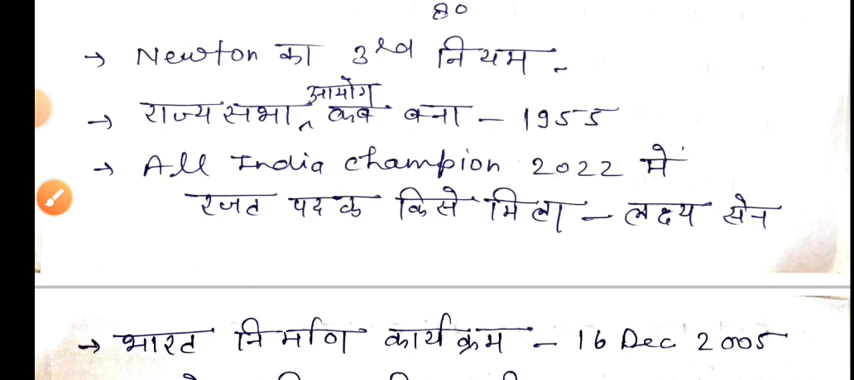 80
→ Newton का 3rd नियम -
आयोग
→ राज्यसभा ‸ कब बना - 1955
→ All India Champion 2022 में
रजत पदक किसे मिला - लक्ष्य सेन
→ भारत निर्माण कार्यक्रम - 16 Dec 2005